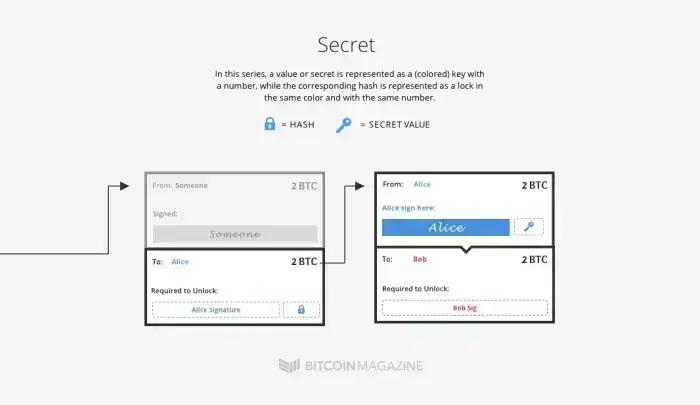 Secret
In this series, a value or secret is represented as a (colored) key with
a number, while the corresponding hash is represented as a lock in
the same color and with the same number.
= HASH = SECRET VALUE
From: Someone 2 BTC
Signed:
Someone
To: Alice 2 BTC
Required to Unlock:
Alice Signature
From: Alice 2 BTC
Alice sign here:
Alice
To: Bob 2 BTC
Required to Unlock:
Bob Sig
BITCOINMAGAZINE